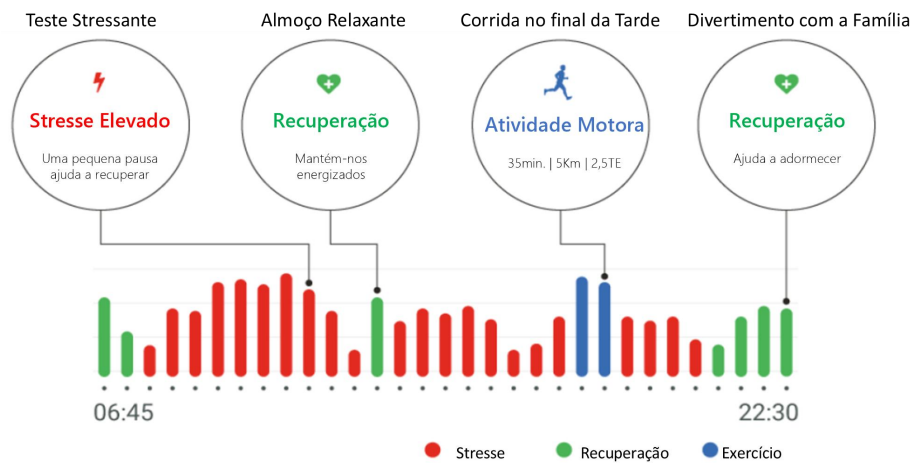 Teste Stressante
Almoço Relaxante
Corrida no final da Tarde
Divertimento com a Família
Stresse Elevado
Uma pequena pausa
ajuda a recuperar
Recuperação
Mantém-nos
energizados
Atividade Motora
35min. | 5Km | 2,5TE
Recuperação
Ajuda a adormecer
06:45
22:30
Stresse
Recuperação
Exercício